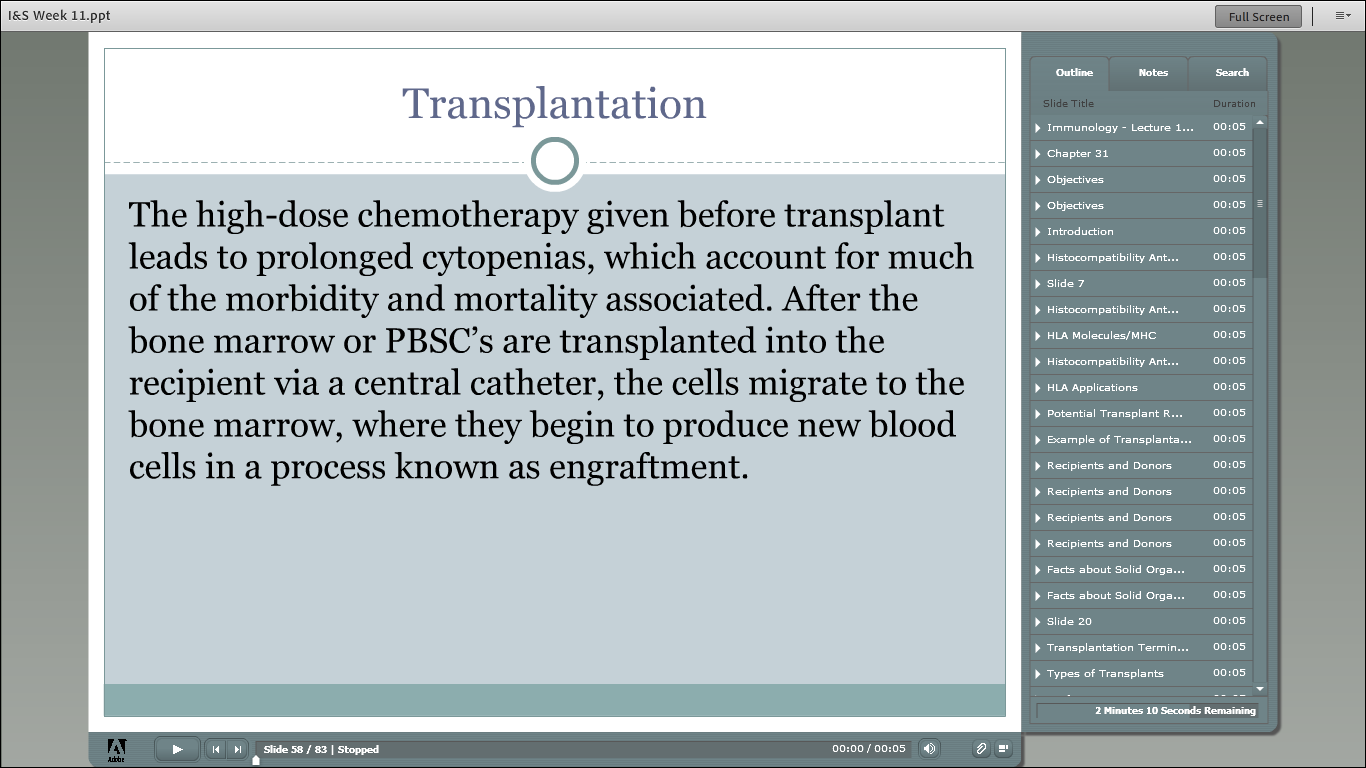 I&S Week 11.ppt
Full Screen
Transplantation
The high-dose chemotherapy given before transplant
leads to prolonged cytopenias, which account for much
of the morbidity and mortality associated. After the
bone marrow or PBSC’s are transplanted into the
recipient via a central catheter, the cells migrate to the
bone marrow, where they begin to produce new blood
cells in a process known as engraftment.
Outline Notes Search
Slide Title Duration
Immunology - Lecture 1... 00:05
Chapter 31 00:05
Objectives 00:05
Objectives 00:05
Introduction 00:05
Histocompatibility Ant... 00:05
Slide 7 00:05
Histocompatibility Ant... 00:05
HLA Molecules/MHC 00:05
Histocompatibility Ant... 00:05
HLA Applications 00:05
Potential Transplant R... 00:05
Example of Transplanta... 00:05
Recipients and Donors 00:05
Recipients and Donors 00:05
Recipients and Donors 00:05
Recipients and Donors 00:05
Facts about Solid Orga... 00:05
Facts about Solid Orga... 00:05
Slide 20 00:05
Transplantation Termin... 00:05
Types of Transplants 00:05
2 Minutes 10 Seconds Remaining
Adobe
Slide 58 / 83 | Stopped 00:00 / 00:05